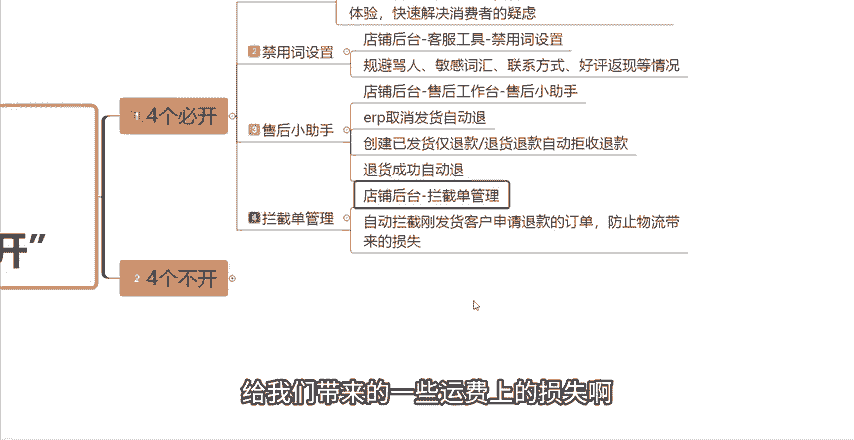 体验，快速解决消费者的疑虑
2 禁用词设置
店铺后台-客服工具-禁用词设置
规避骂人、敏感词汇、联系方式、好评返现等情况
1 4个必开
3 售后小助手
店铺后台-售后工作台-售后小助手
erp取消发货自动退
创建已发货仅退款/退货退款自动拒收退款
退货成功自动退
4 拦截单管理
店铺后台-拦截单管理
自动拦截刚发货客户申请退款的订单，防止物流带
来的损失
开”
2 4个不开
给我们带来的一些运费上的损失啊